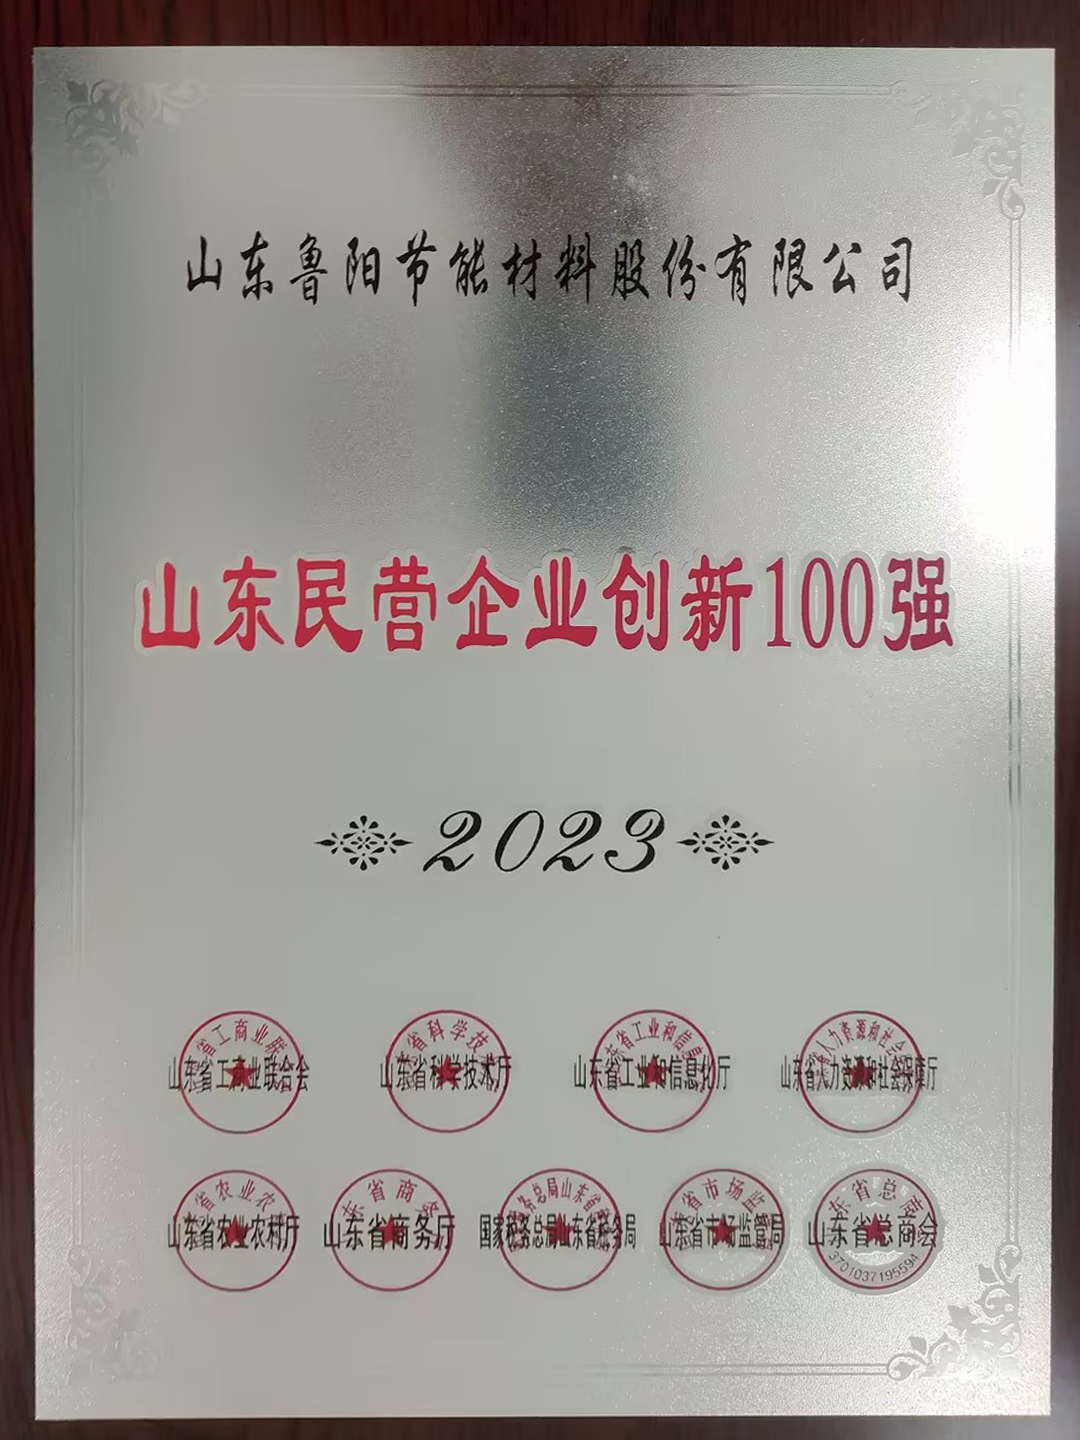 山东鲁阳节能材料股份有限公司
山东民营企业创新100强
2023
山东省工商业联合会 山东省科学技术厅 山东省工业和信息化厅 山东省人力资源和社会保障厅
山东省农业农村厅 山东省商务厅 国家税务总局山东省税务局 山东省市场监管局 山东省总商会
3701037195594